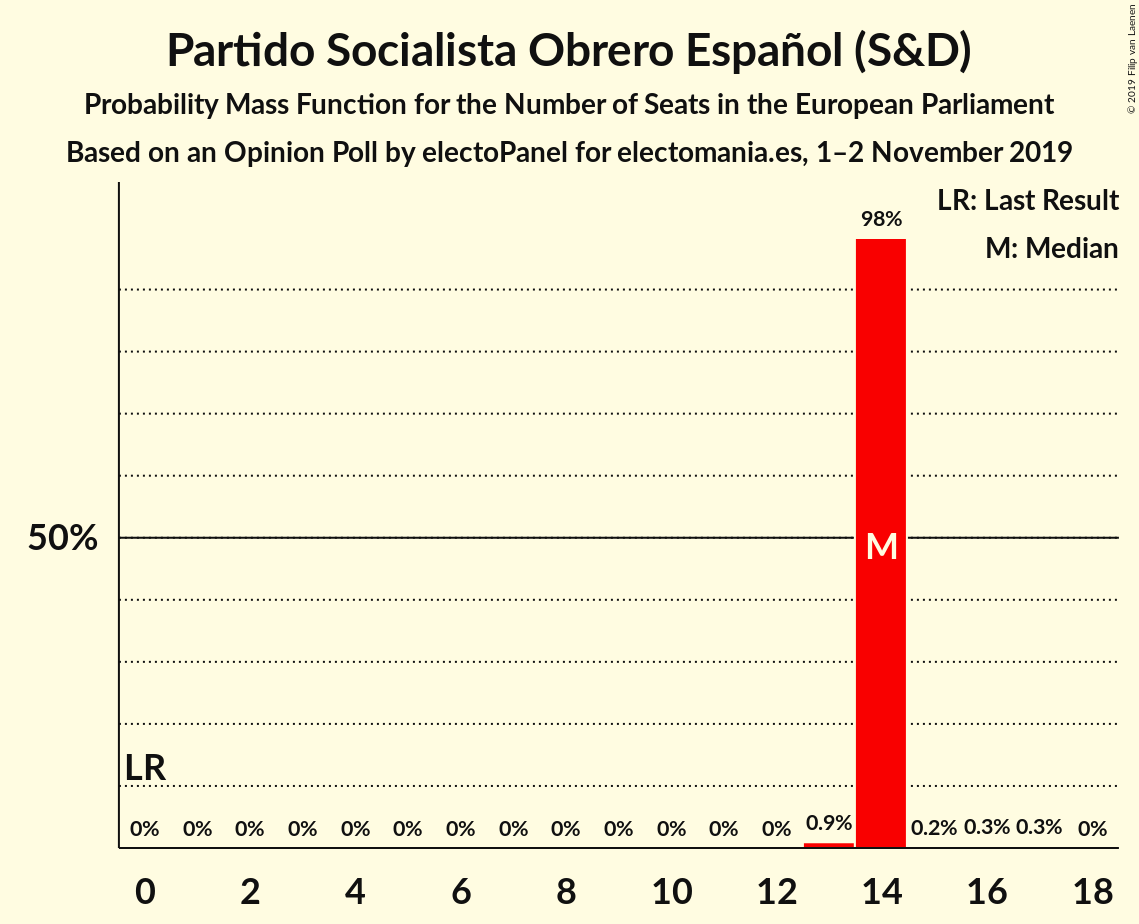 © 2019 Filip van Laenen
Partido Socialista Obrero Español (S&D)
Probability Mass Function for the Number of Seats in the European Parliament
Based on an Opinion Poll by electoPanel for electomania.es, 1–2 November 2019
LR: Last Result
M: Median
98%
50%
M
LR
0% 0% 0% 0% 0% 0% 0% 0% 0% 0% 0% 0% 0% 0.9% 0.2% 0.3% 0.3% 0%
0 2 4 6 8 10 12 14 16 18